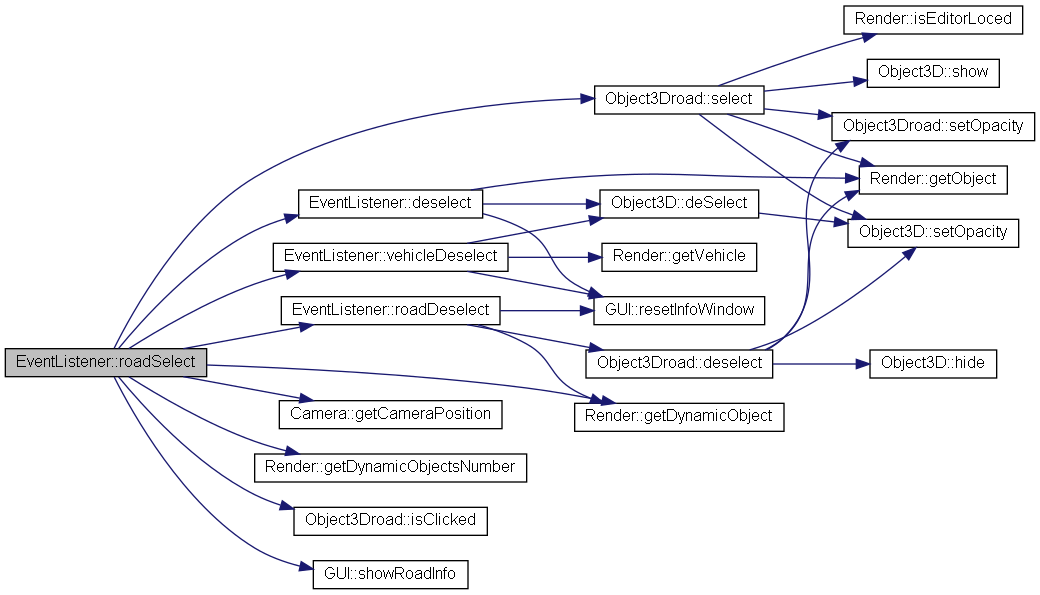 Render::isEditorLoced
Object3D::show
Object3Droad::select
Object3Droad::setOpacity
Render::getObject
EventListener::deselect
Object3D::deSelect
Object3D::setOpacity
EventListener::vehicleDeselect
Render::getVehicle
EventListener::roadDeselect
GUI::resetInfoWindow
EventListener::roadSelect
Object3Droad::deselect
Object3D::hide
Camera::getCameraPosition
Render::getDynamicObject
Render::getDynamicObjectsNumber
Object3Droad::isClicked
GUI::showRoadInfo